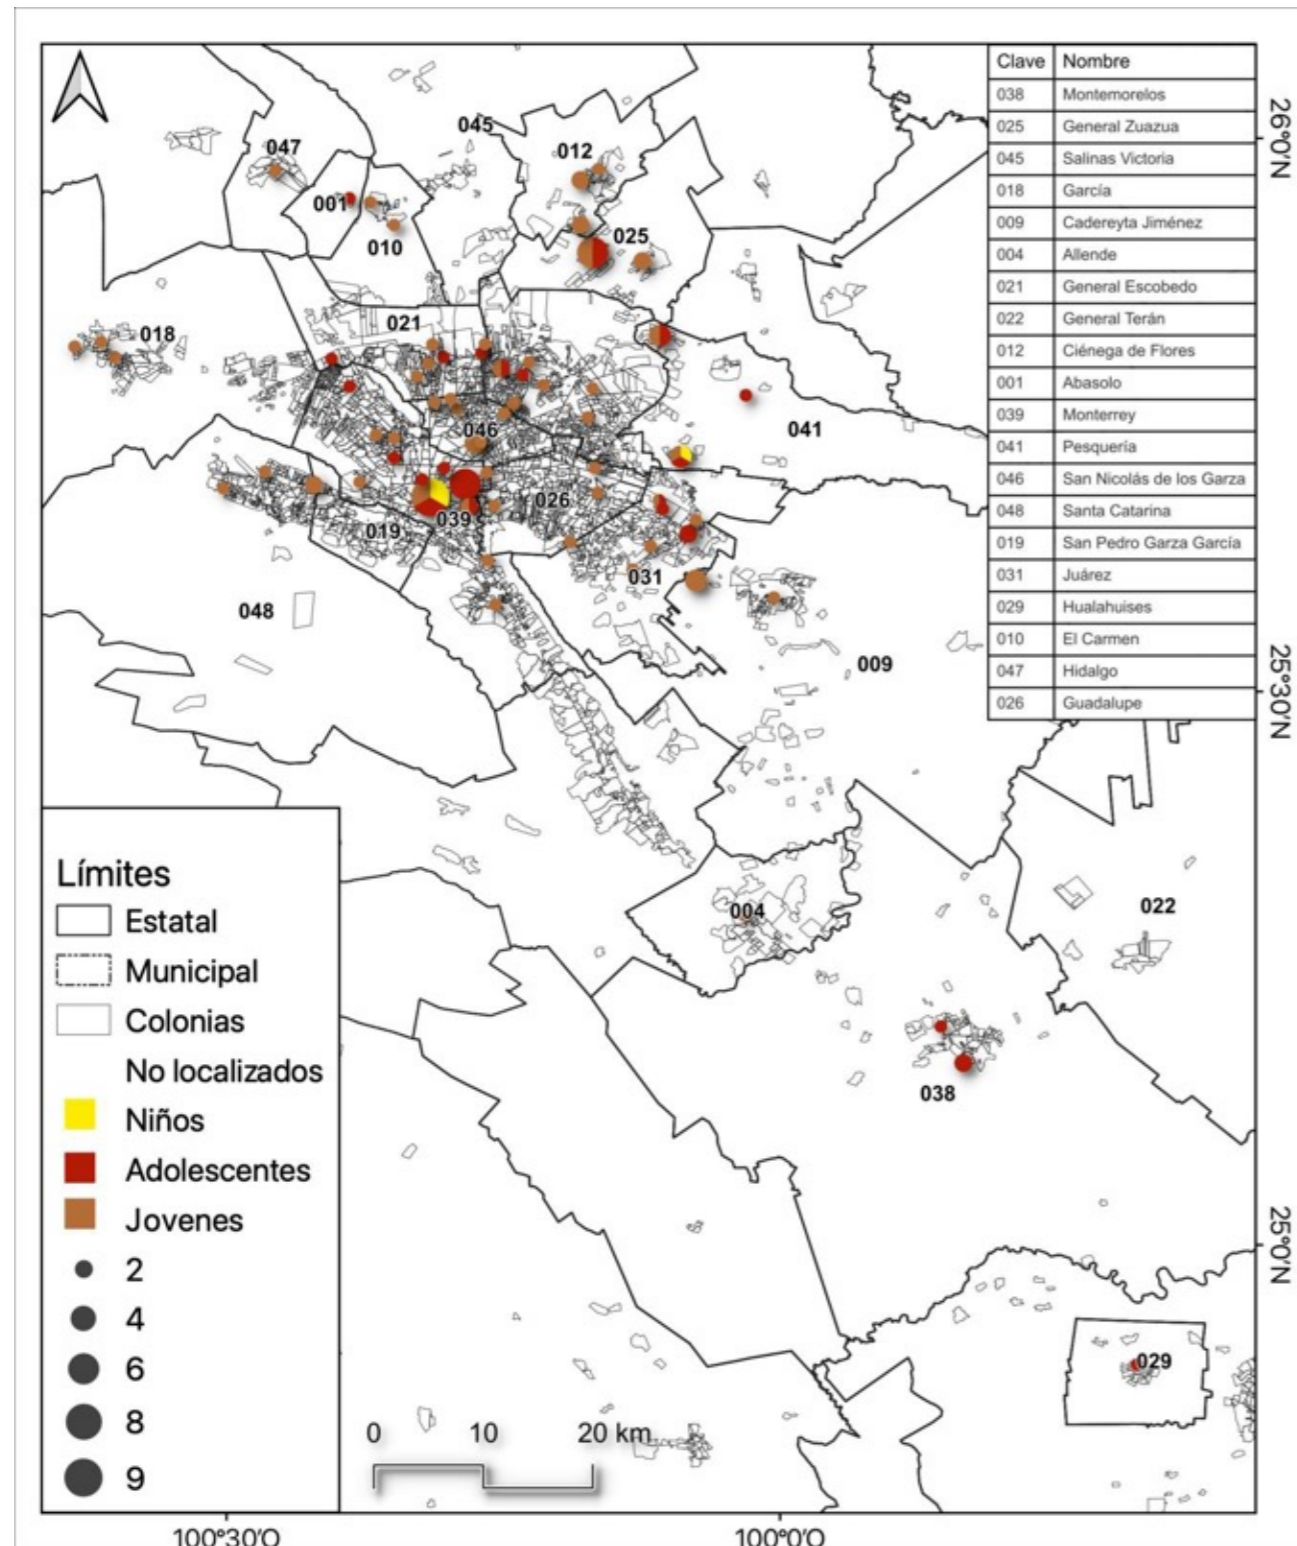 Clave Nombre
038 Montemorelos
025 General Zuazua
045 Salinas Victoria
018 García
009 Cadereyta Jiménez
004 Allende
021 General Escobedo
022 General Terán
012 Ciénega de Flores
001 Abasolo
039 Monterrey
041 Pesquería
046 San Nicolás de los Garza
048 Santa Catarina
019 San Pedro Garza García
031 Juárez
029 Hualahuises
010 El Carmen
047 Hidalgo
026 Guadalupe
045
047
012
001
010
025
018
021
041
046
026
039
019
031
048
009
004
022
038
029
26°0'N
25°30'N
25°0'N
Límites
Estatal
Municipal
Colonias
No localizados
Niños
Adolescentes
Jovenes
2
4
6
8
9
0 10 20 km
100°30'O 100°0'O